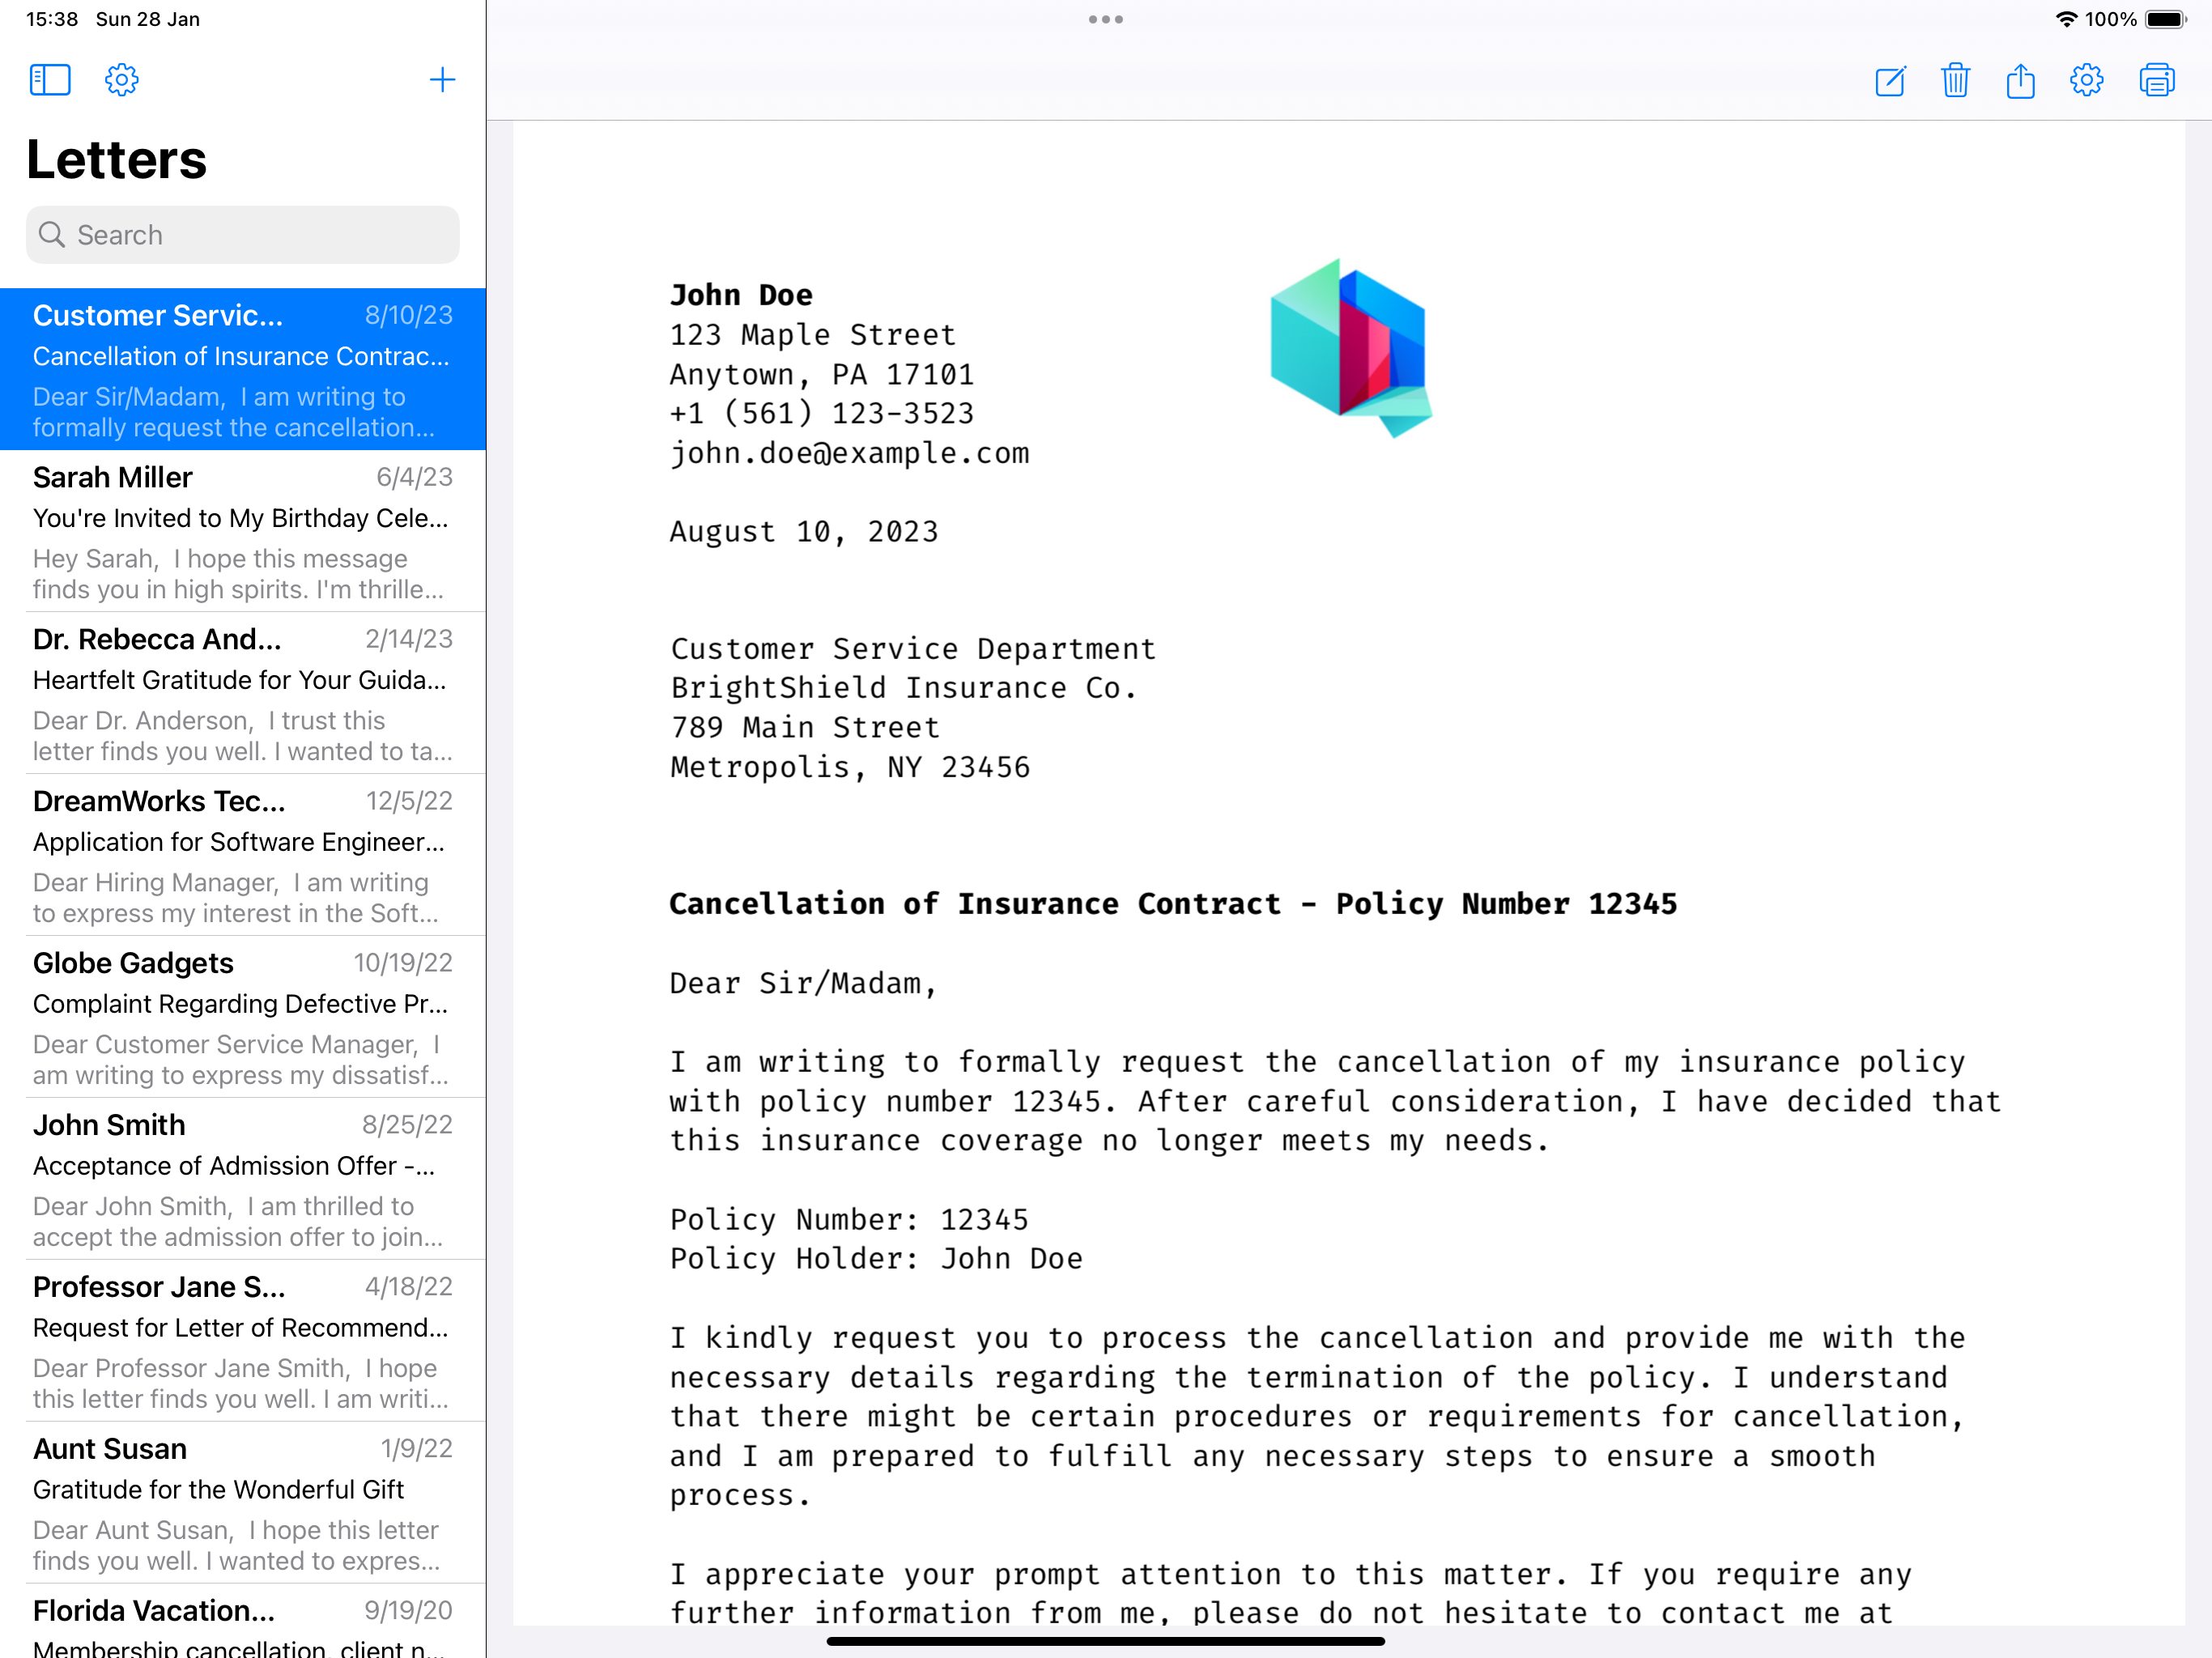 15:38 Sun 28 Jan
100%
Letters
Search
Customer Servic... 8/10/23
Cancellation of Insurance Contrac...
Dear Sir/Madam, I am writing to
formally request the cancellation...
Sarah Miller 6/4/23
You're Invited to My Birthday Cele...
Hey Sarah, I hope this message
finds you in high spirits. I'm thrille...
Dr. Rebecca And... 2/14/23
Heartfelt Gratitude for Your Guida...
Dear Dr. Anderson, I trust this
letter finds you well. I wanted to ta...
DreamWorks Tec... 12/5/22
Application for Software Engineer...
Dear Hiring Manager, I am writing
to express my interest in the Soft...
Globe Gadgets 10/19/22
Complaint Regarding Defective Pr...
Dear Customer Service Manager, I
am writing to express my dissatisf...
John Smith 8/25/22
Acceptance of Admission Offer -...
Dear John Smith, I am thrilled to
accept the admission offer to join...
Professor Jane S... 4/18/22
Request for Letter of Recommend...
Dear Professor Jane Smith, I hope
this letter finds you well. I am writi...
Aunt Susan 1/9/22
Gratitude for the Wonderful Gift
Dear Aunt Susan, I hope this letter
finds you well. I wanted to expres...
Florida Vacation... 9/19/20
Membership cancellation, client n...
John Doe
123 Maple Street
Anytown, PA 17101
+1 (561) 123-3523
john.doe@example.com
August 10, 2023
Customer Service Department
BrightShield Insurance Co.
789 Main Street
Metropolis, NY 23456
Cancellation of Insurance Contract - Policy Number 12345
Dear Sir/Madam,
I am writing to formally request the cancellation of my insurance policy
with policy number 12345. After careful consideration, I have decided that
this insurance coverage no longer meets my needs.
Policy Number: 12345
Policy Holder: John Doe
I kindly request you to process the cancellation and provide me with the
necessary details regarding the termination of the policy. I understand
that there might be certain procedures or requirements for cancellation,
and I am prepared to fulfill any necessary steps to ensure a smooth
process.
I appreciate your prompt attention to this matter. If you require any
further information from me, please do not hesitate to contact me at